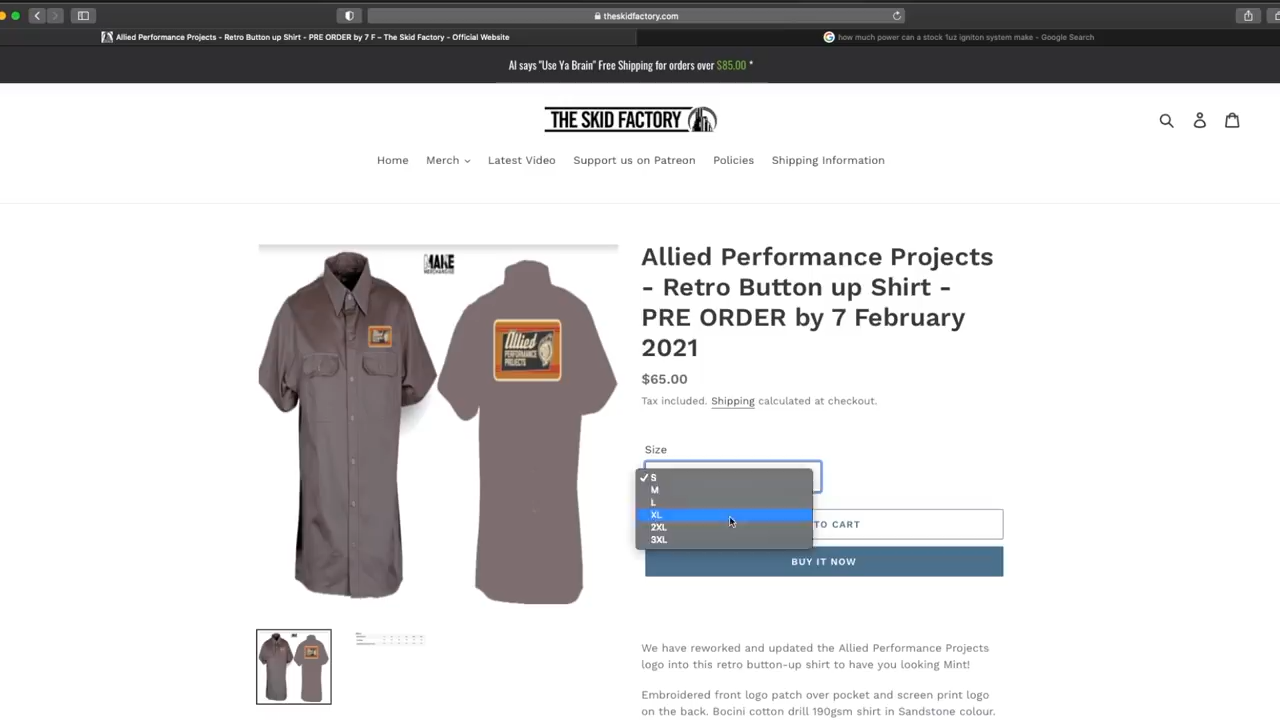 theskidfactory.com
Allied Performance Projects - Retro Button up Shirt - PRE ORDER by 7 F – The Skid Factory - Official Website
how much power can a stock 1uz igniton system make - Google Search
Al says "Use Ya Brain" Free Shipping for orders over $85.00 *
THE SKID FACTORY
Home Merch Latest Video Support us on Patreon Policies Shipping Information
MAKE
MERCHANDISE
Allied
PERFORMANCE
PROJECTS
Allied Performance Projects
- Retro Button up Shirt -
PRE ORDER by 7 February
2021
$65.00
Tax included. Shipping calculated at checkout.
Size
S
M
L
XL
2XL
3XL
TO CART
BUY IT NOW
We have reworked and updated the Allied Performance Projects
logo into this retro button-up shirt to have you looking Mint!
Embroidered front logo patch over pocket and screen print logo
on the back. Bocini cotton drill 190gsm shirt in Sandstone colour.